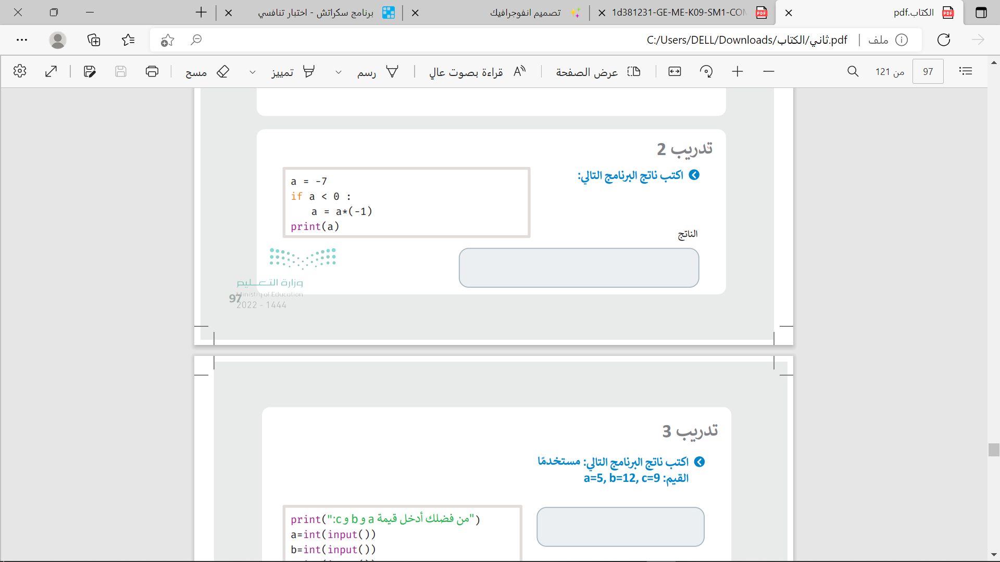 الكتاب.pdf
1d381231-GE-ME-K09-SM1-CON
تصميم انفوجرافيك
برنامج سكراتش - اختبار تنافسي
ملف
C:/Users/DELL/Downloads/ثاني/الكتاب.pdf
97
من 121
عرض الصفحة
قراءة بصوت عالٍ
رسم
تمييز
مسح
تدريب 2
اكتب ناتج البرنامج التالي:
a = -7
if a < 0 :
a = a*(-1)
print(a)
الناتج
وزارة التعليم
Ministry of Education
97
2022 - 1444
تدريب 3
اكتب ناتج البرنامج التالي: مستخدمًا
القيم: a=5, b=12, c=9
print("من فضلك أدخل قيمة a و b و c:")
a=int(input())
b=int(input())